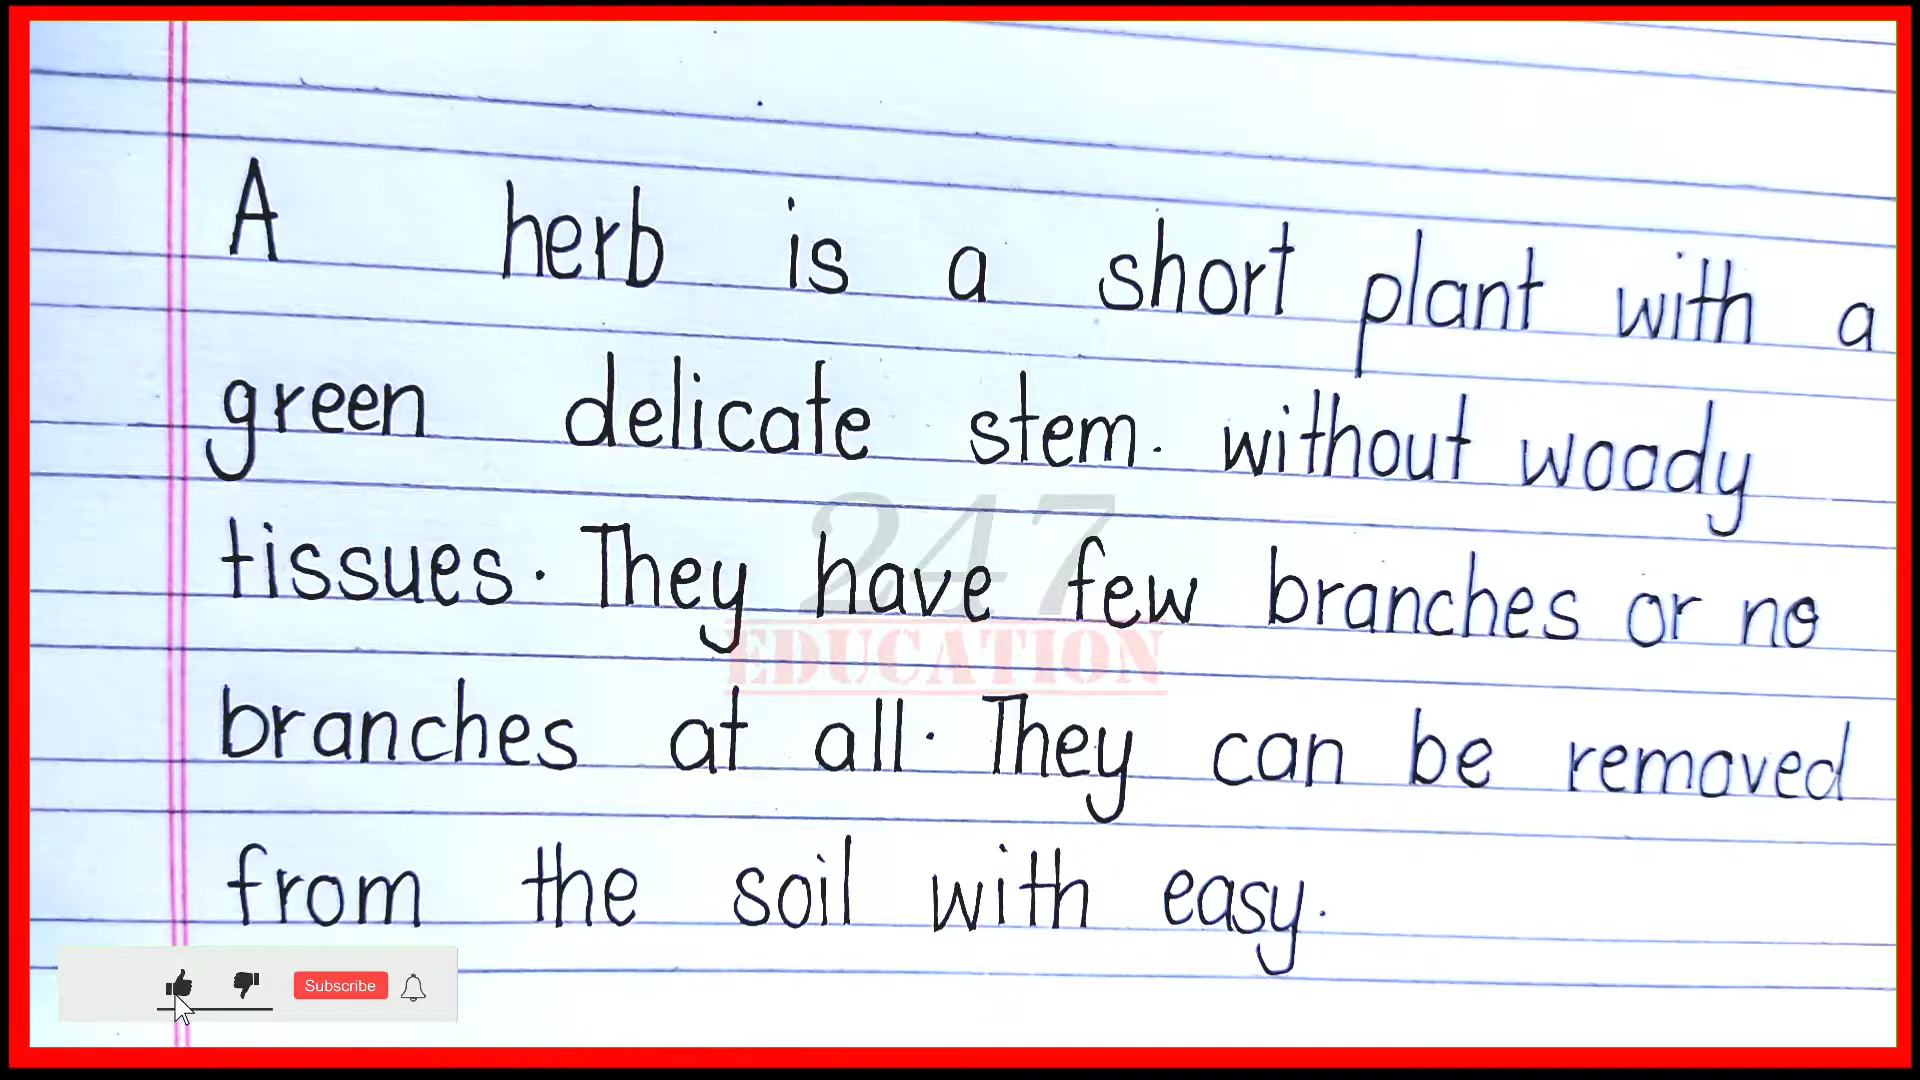 A herb is a short plant with a
green delicate stem. without woody
tissues. They have few branches or no
247
EDUCATION
branches at all. They can be removed
from the soil with easy.
Subscribe